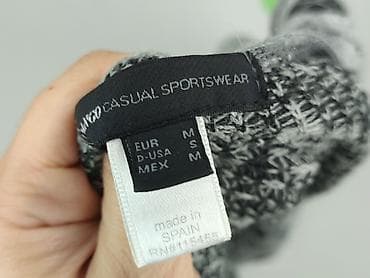 CASUAL SPORTSWEAR
EUR M
D-USA S
MEX M
made in
SPAIN